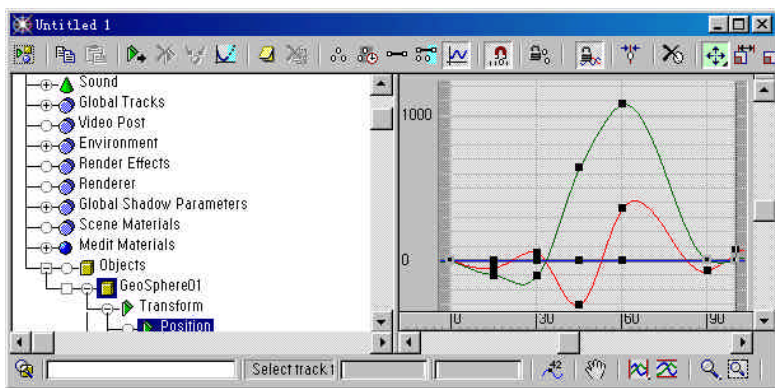 Untitled 1
Sound
Global Tracks
Video Post
Environment
Render Effects
Renderer
Global Shadow Parameters
Scene Materials
Medit Materials
Objects
GeoSphere01
Transform
Position
1000
0
0 30 60 90
Select track